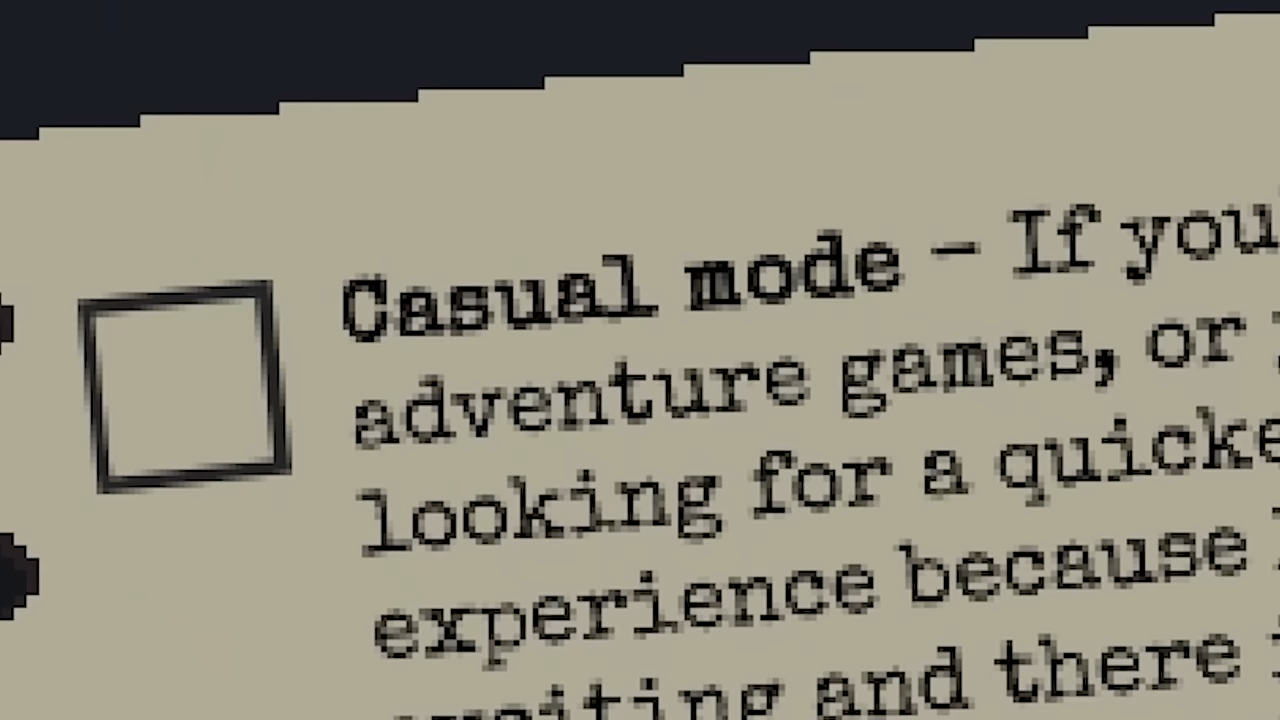 Casual mode – If you
adventure games, or
looking for a quicke
experience because
and there